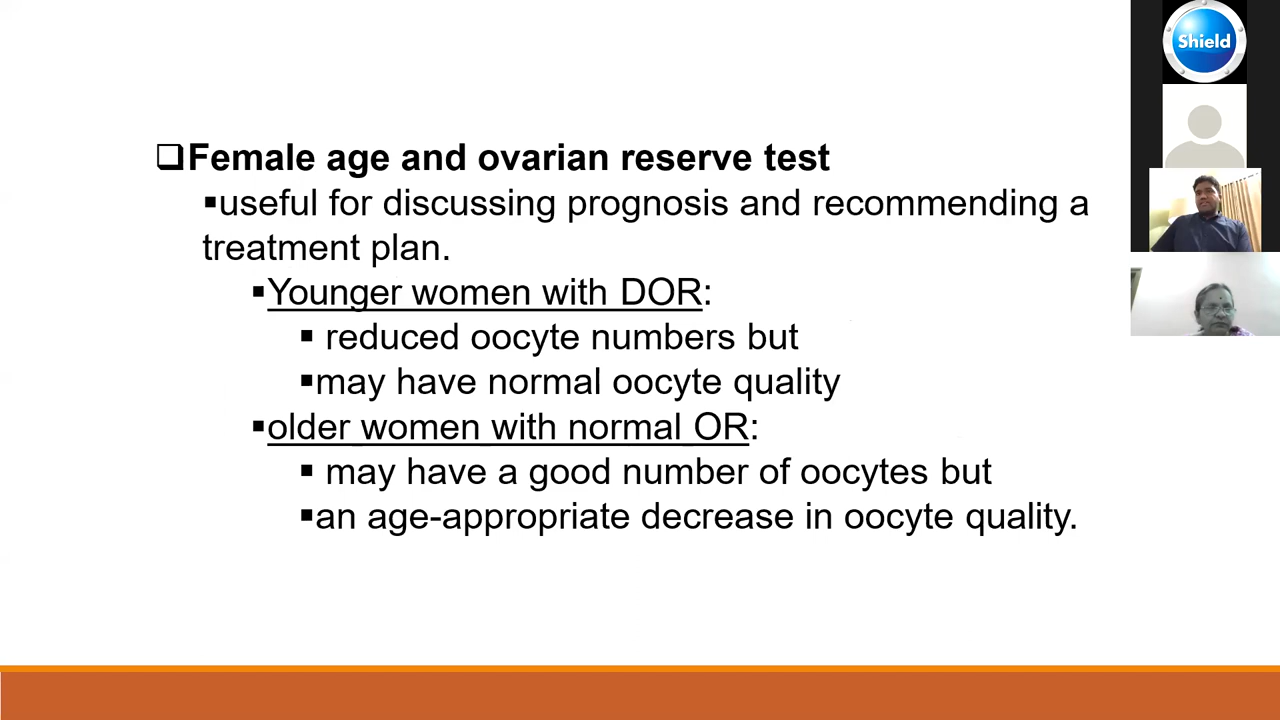 ❑Female age and ovarian reserve test
▪useful for discussing prognosis and recommending a
treatment plan.
▪Younger women with DOR:
▪ reduced oocyte numbers but
▪may have normal oocyte quality
▪older women with normal OR:
▪ may have a good number of oocytes but
▪an age-appropriate decrease in oocyte quality.
Shield